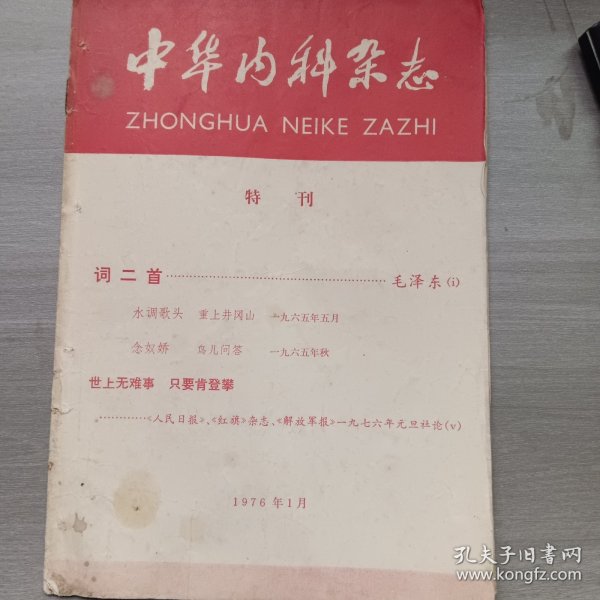 中华内科杂志
ZHONGHUA NEIKE ZAZHI
特 刊
词二首……………………………………………毛泽东(i)
水调歌头 重上井冈山 一九六五年五月
念奴娇 鸟儿问答 一九六五年秋
世上无难事 只要肯登攀
…………《人民日报》、《红旗》杂志、《解放军报》一九七六年元旦社论(v)
1976年1月
孔夫子旧书网
www.kongfz.com